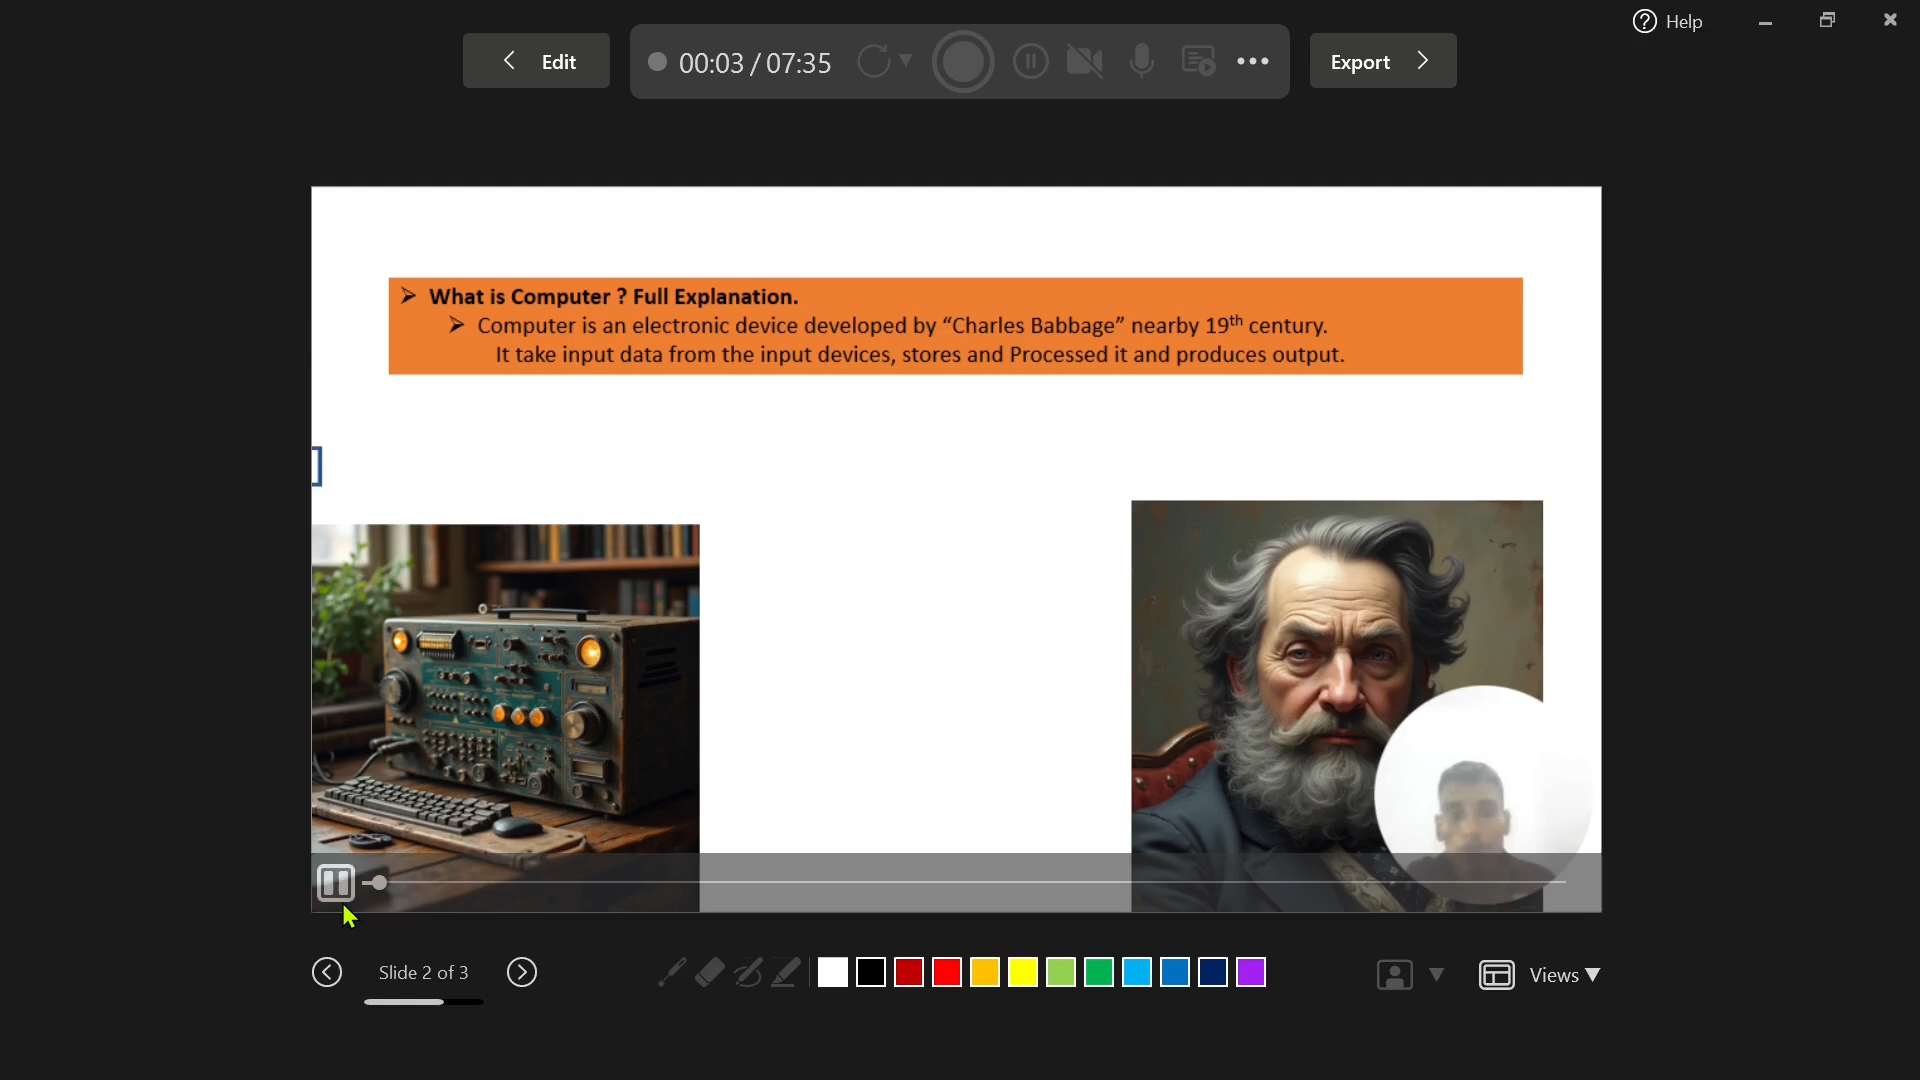 Help
Edit
00:03 / 07:35
Export
What is Computer ? Full Explanation.
Computer is an electronic device developed by “Charles Babbage” nearby 19th century.
It take input data from the input devices, stores and Processed it and produces output.
Slide 2 of 3
Views